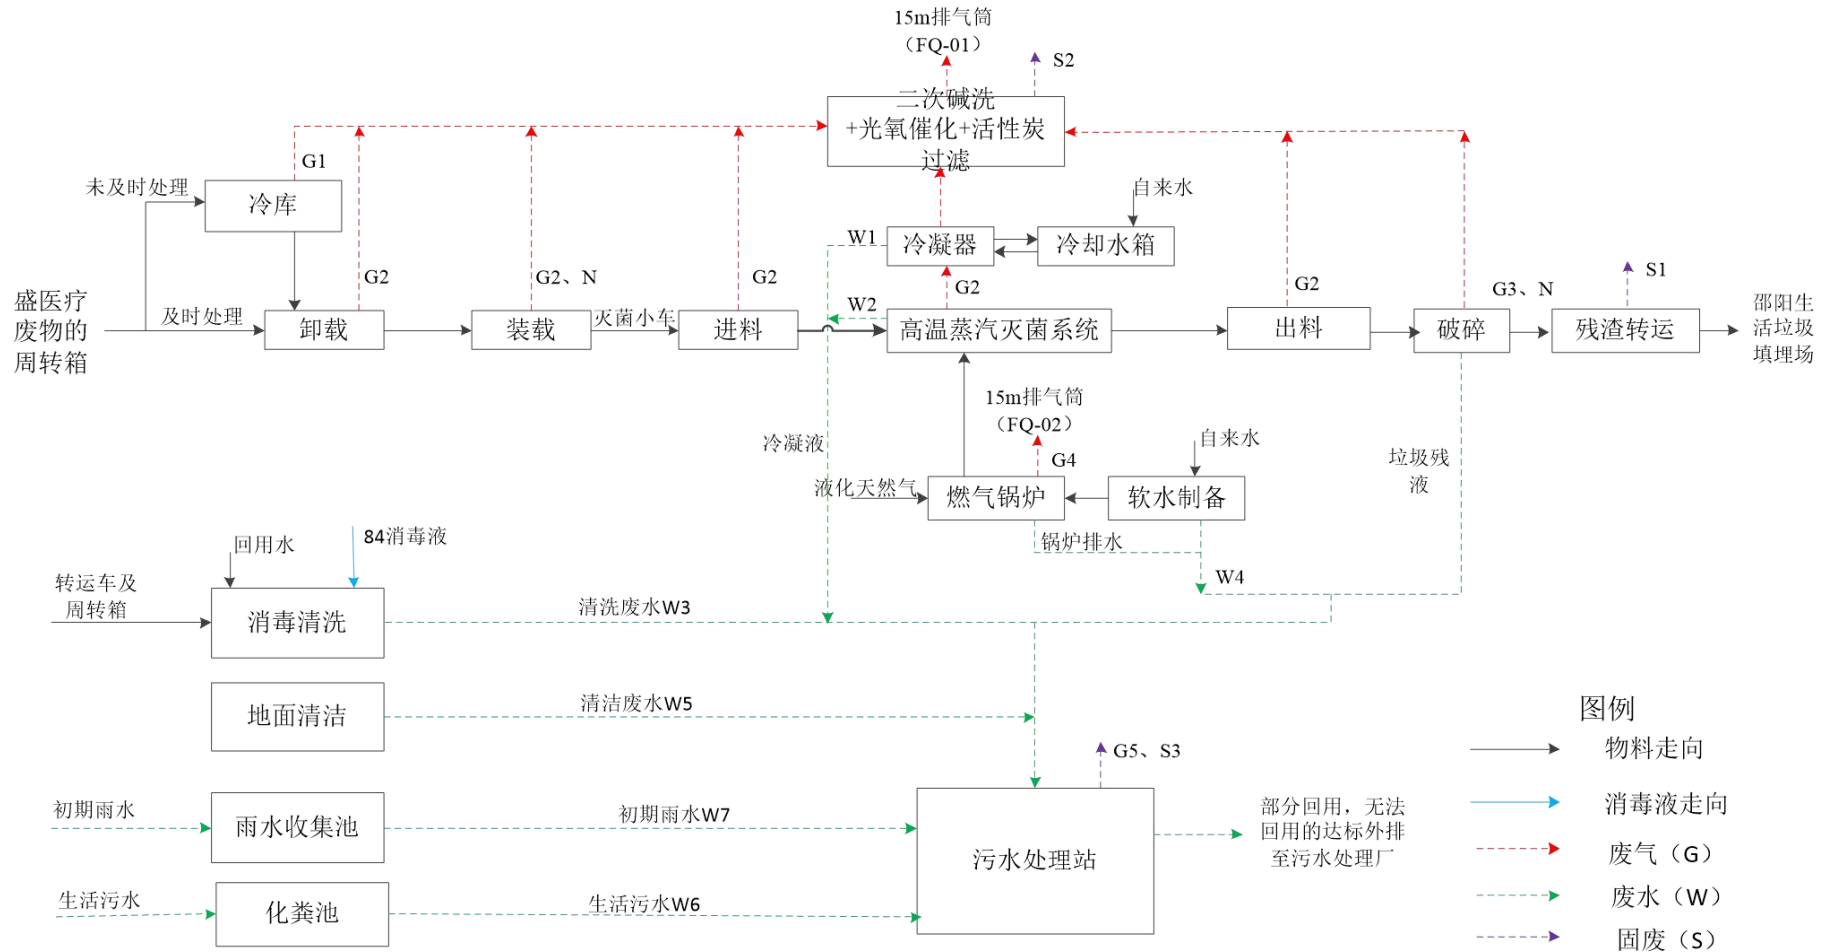 15m排气筒
（FQ-01）
S2
二次碱洗
+光氧催化+活性炭
过滤
G1
未及时处理
冷库
自来水
W1
冷凝器
冷却水箱
G2
G2、N
G2
G2
W2
G2
G3、N
S1
盛医疗
废物的
周转箱
及时处理
卸载
装载
灭菌小车
进料
高温蒸汽灭菌系统
出料
破碎
残渣转运
邵阳生
活垃圾
填埋场
15m排气筒
（FQ-02）
冷凝液
G4
自来水
垃圾残
液
液化天然气
燃气锅炉
软水制备
锅炉排水
W4
回用水
84消毒液
转运车及
周转箱
消毒清洗
清洗废水W3
地面清洁
清洁废水W5
G5、S3
初期雨水
雨水收集池
初期雨水W7
污水处理站
部分回用，无法
回用的达标外排
至污水处理厂
生活污水
化粪池
生活污水W6
图例
物料走向
消毒液走向
废气（G）
废水（W）
固废（S）